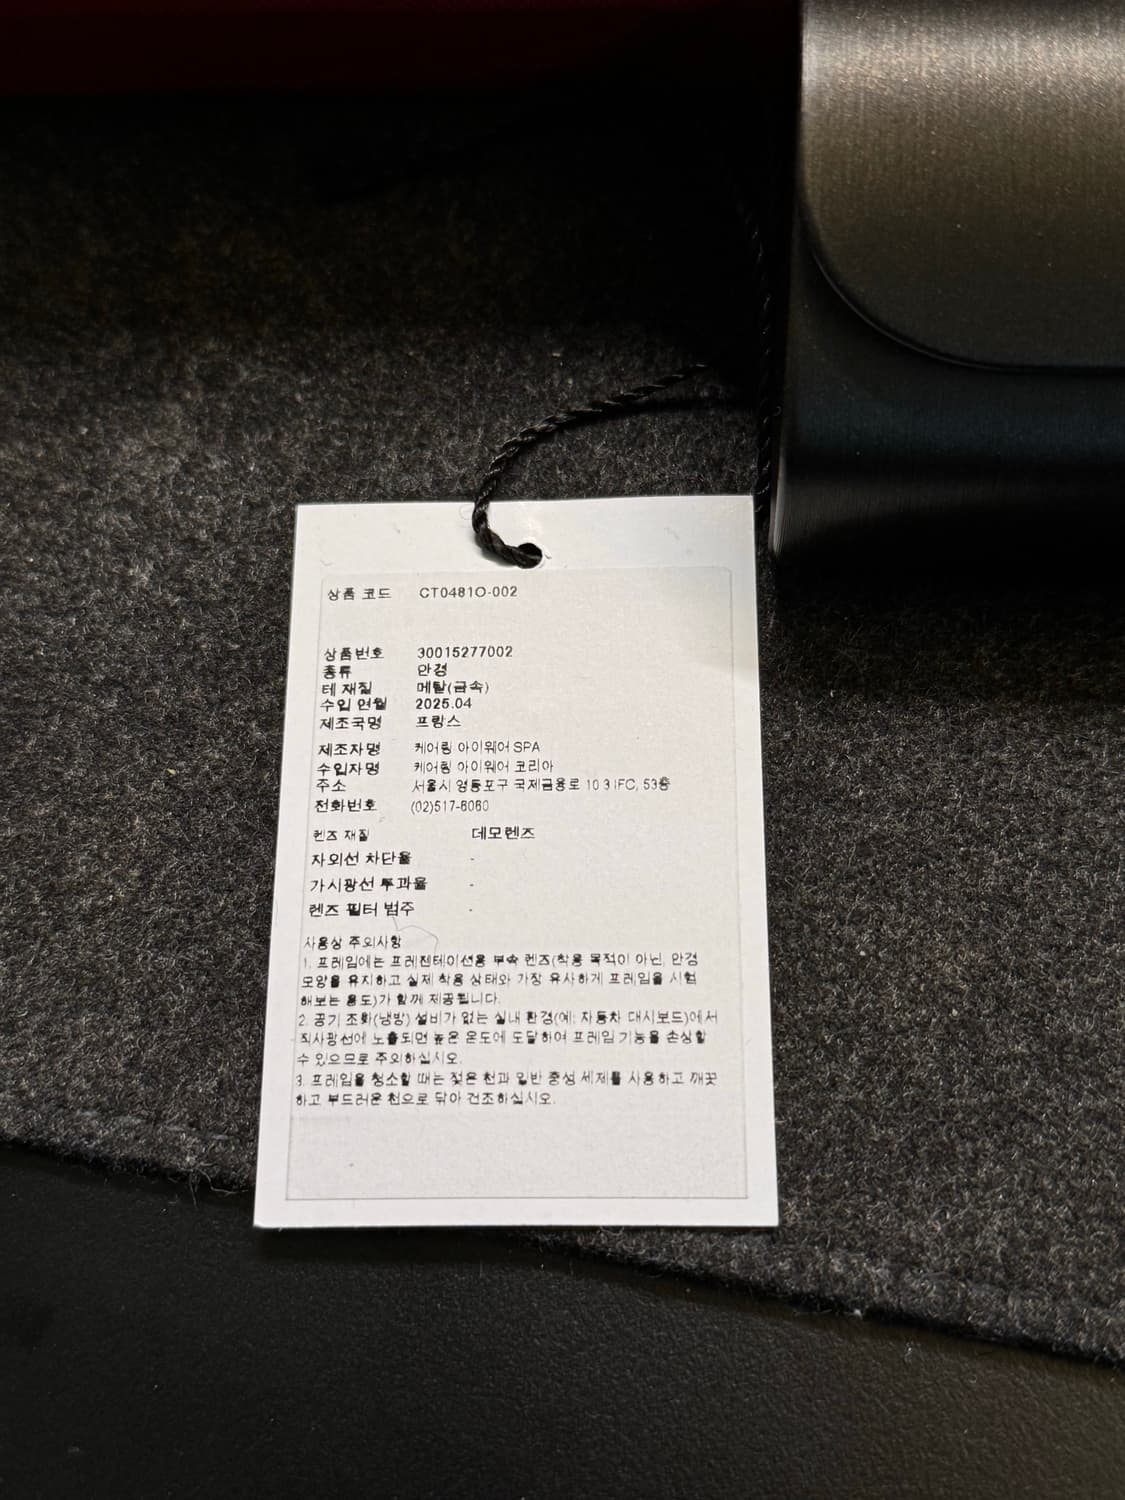 상품 코드 CT0481O-002
상품번호 30015277002
종류 안경
테 재질 메탈(금속)
수입 연월 2025.04
제조국명 프랑스
제조자명 케어링 아이웨어 SPA
수입자명 케어링 아이웨어 코리아
주소 서울시 영등포구 국제금융로 10 3 IFC, 53층
전화번호 (02)517-6060
렌즈 재질 데모렌즈
자외선 차단율 -
가시광선 투과율 -
렌즈 필터 범주 -
사용상 주의사항
1. 프레임에는 프레젠테이션용 부속 렌즈(착용 목적이 아닌, 안경
모양을 유지하고 실제 착용 상태와 가장 유사하게 프레임을 시험
해보는 용도)가 함께 제공됩니다.
2. 공기 조화(냉방) 설비가 없는 실내 환경(예: 자동차 대시보드)에서
직사광선에 노출되면 높은 온도에 도달하여 프레임 기능을 손상할
수 있으므로 주의하십시오.
3. 프레임을 청소할 때는 젖은 천과 일반 중성 세제를 사용하고 깨끗
하고 부드러운 천으로 닦아 건조하십시오.